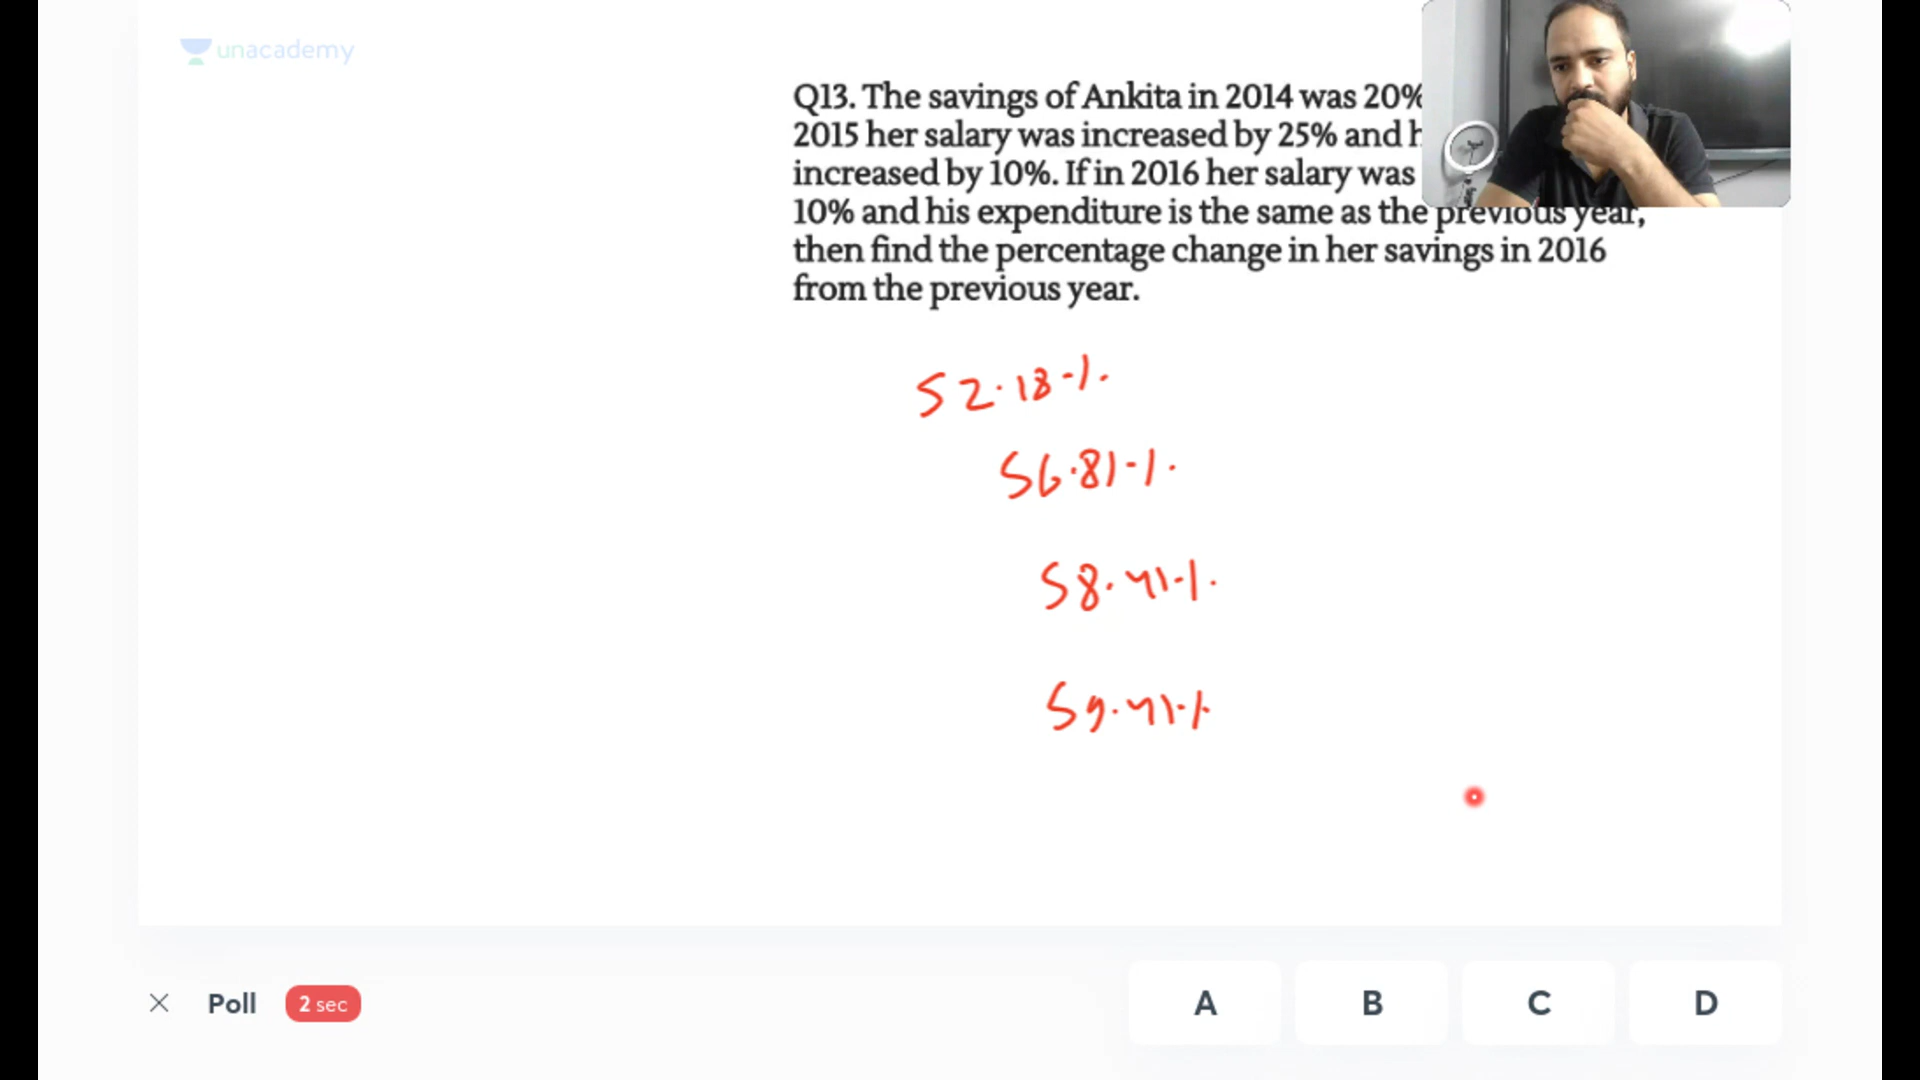 unacademy
Q13. The savings of Ankita in 2014 was 20%
2015 her salary was increased by 25% and
increased by 10%. If in 2016 her salary was
10% and his expenditure is the same as the previous year,
then find the percentage change in her savings in 2016
from the previous year.
52.18%.
56.81%.
58.41%.
59.41%
Poll 2 sec A B C D